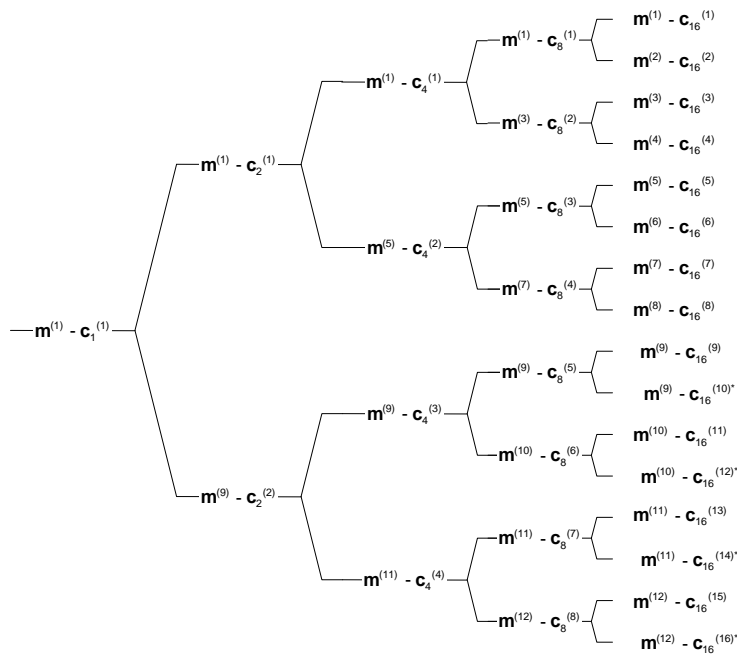 m(1) - c16(1)
m(1) - c8(1)
m(2) - c16(2)
m(1) - c4(1)
m(3) - c16(3)
m(3) - c8(2)
m(4) - c16(4)
m(1) - c2(1)
m(5) - c16(5)
m(5) - c8(3)
m(6) - c16(6)
m(5) - c4(2)
m(7) - c16(7)
m(7) - c8(4)
m(8) - c16(8)
m(1) - c1(1)
m(9) - c16(9)
m(9) - c8(5)
m(9) - c16(10)*
m(9) - c4(3)
m(10) - c16(11)
m(10) - c8(6)
m(10) - c16(12)*
m(9) - c2(2)
m(11) - c16(13)
m(11) - c8(7)
m(11) - c16(14)*
m(11) - c4(4)
m(12) - c16(15)
m(12) - c8(8)
m(12) - c16(16)*